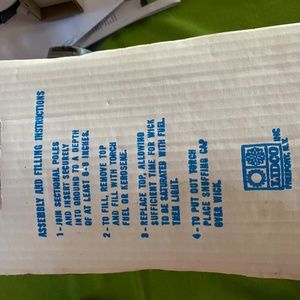 ASSEMBLY AND FILLING INSTRUCTIONS
1 - JOIN SECTIONAL POLES
AND INSERT SECURELY
INTO GROUND TO A DEPTH
OF AT LEAST 8-9 INCHES.
2 - TO FILL, REMOVE TOP
AND FILL WITH TORCH
FUEL OR KEROSENE.
3 - REPLACE TOP, ALLOWING
SUFFICIENT TIME FOR WICK
TO BE SATURATED WITH FUEL.
THEN LIGHT.
4 - TO PUT OUT TORCH
PLACE SNUFFING CAP
OVER WICK.
INC
FREEPORT, N.Y.